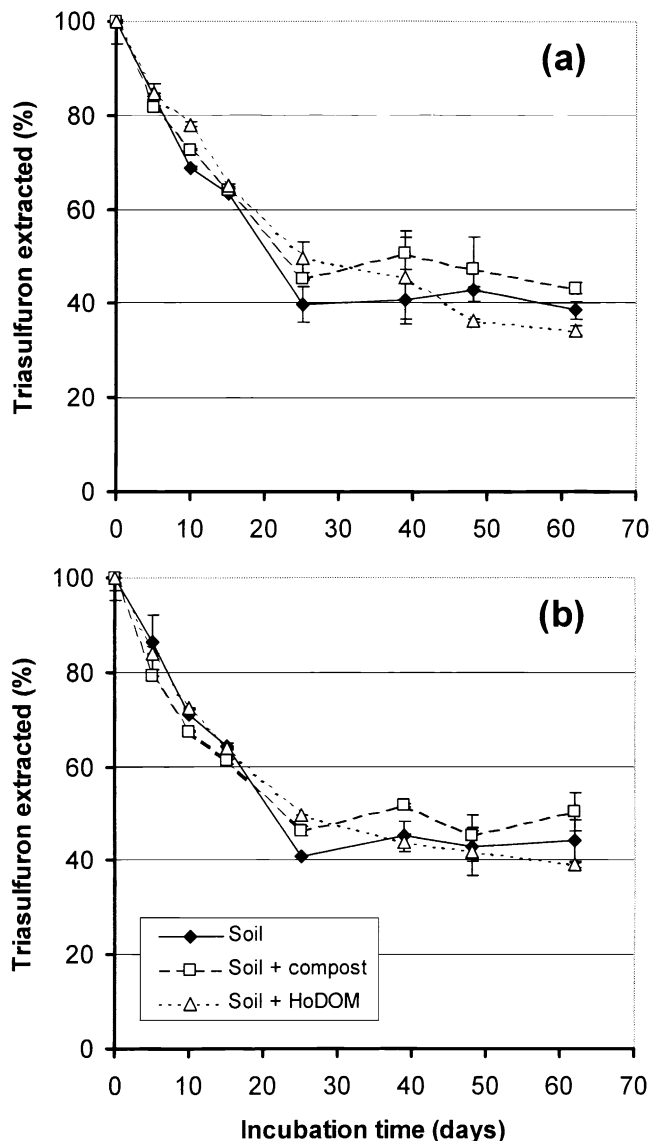 (a)
Triasulfuron extracted (%)
100
80
60
40
20
0
0 10 20 30 40 50 60 70
(b)
Triasulfuron extracted (%)
100
80
60
40
20
0
Soil
Soil + compost
Soil + HoDOM
0 10 20 30 40 50 60 70
Incubation time (days)